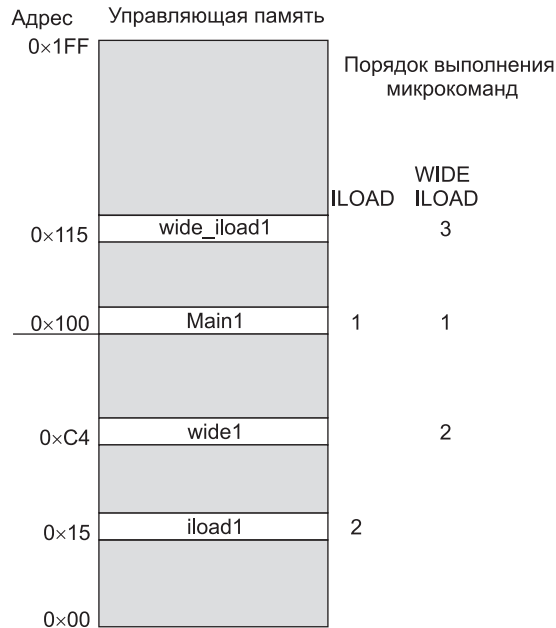 Адрес Управляющая память
0×1FF
Порядок выполнения
микрокоманд
WIDE
ILOAD ILOAD
0×115 wide_iload1 3
0×100 Main1 1 1
0×C4 wide1 2
0×15 iload1 2
0×00